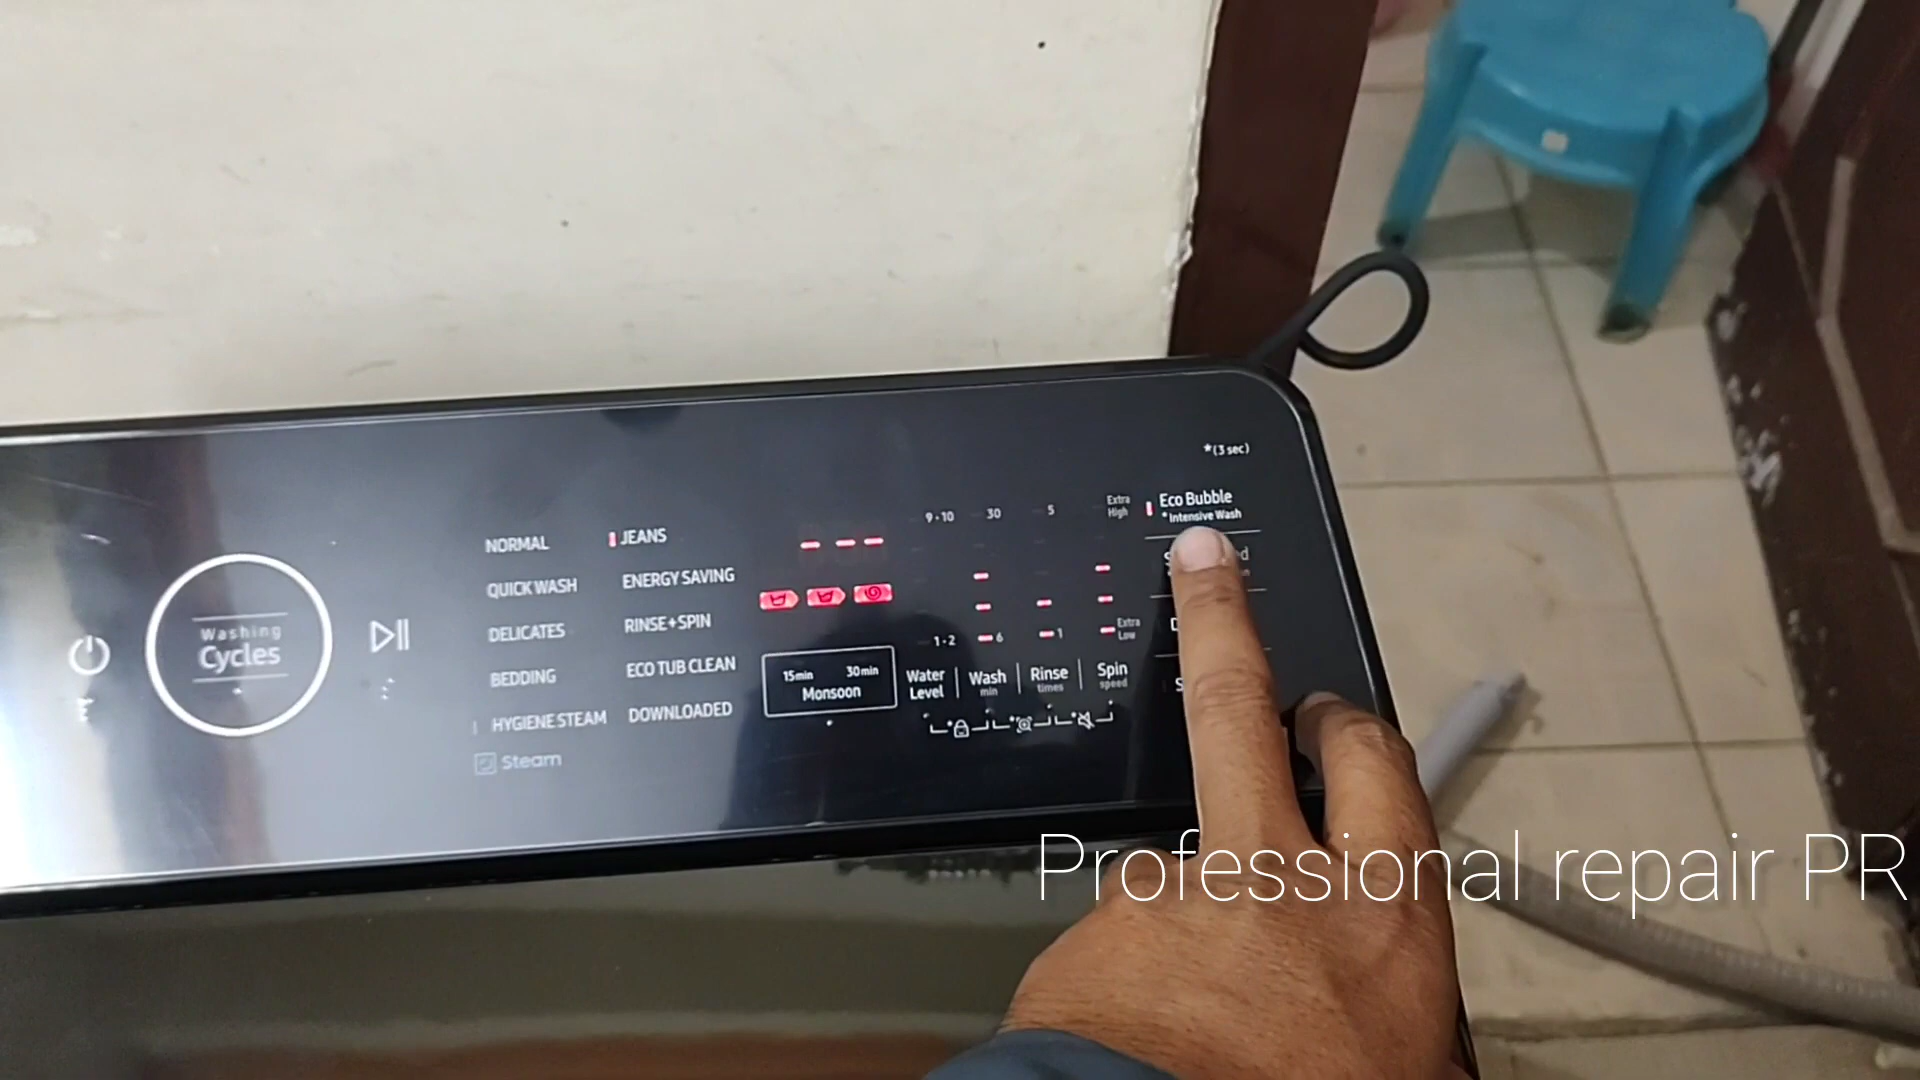 *(3 sec)
Eco Bubble
*Intensive Wash
Washing
Cycles
NORMAL
QUICK WASH
DELICATES
BEDDING
HYGIENE STEAM
Steam
JEANS
ENERGY SAVING
RINSE+SPIN
ECO TUB CLEAN
DOWNLOADED
15min 30min
Monsoon
9-10 30 5 Extra High
1-2 6 1 Extra Low
Water Level
Wash min
Rinse times
Spin speed
Professional repair PR